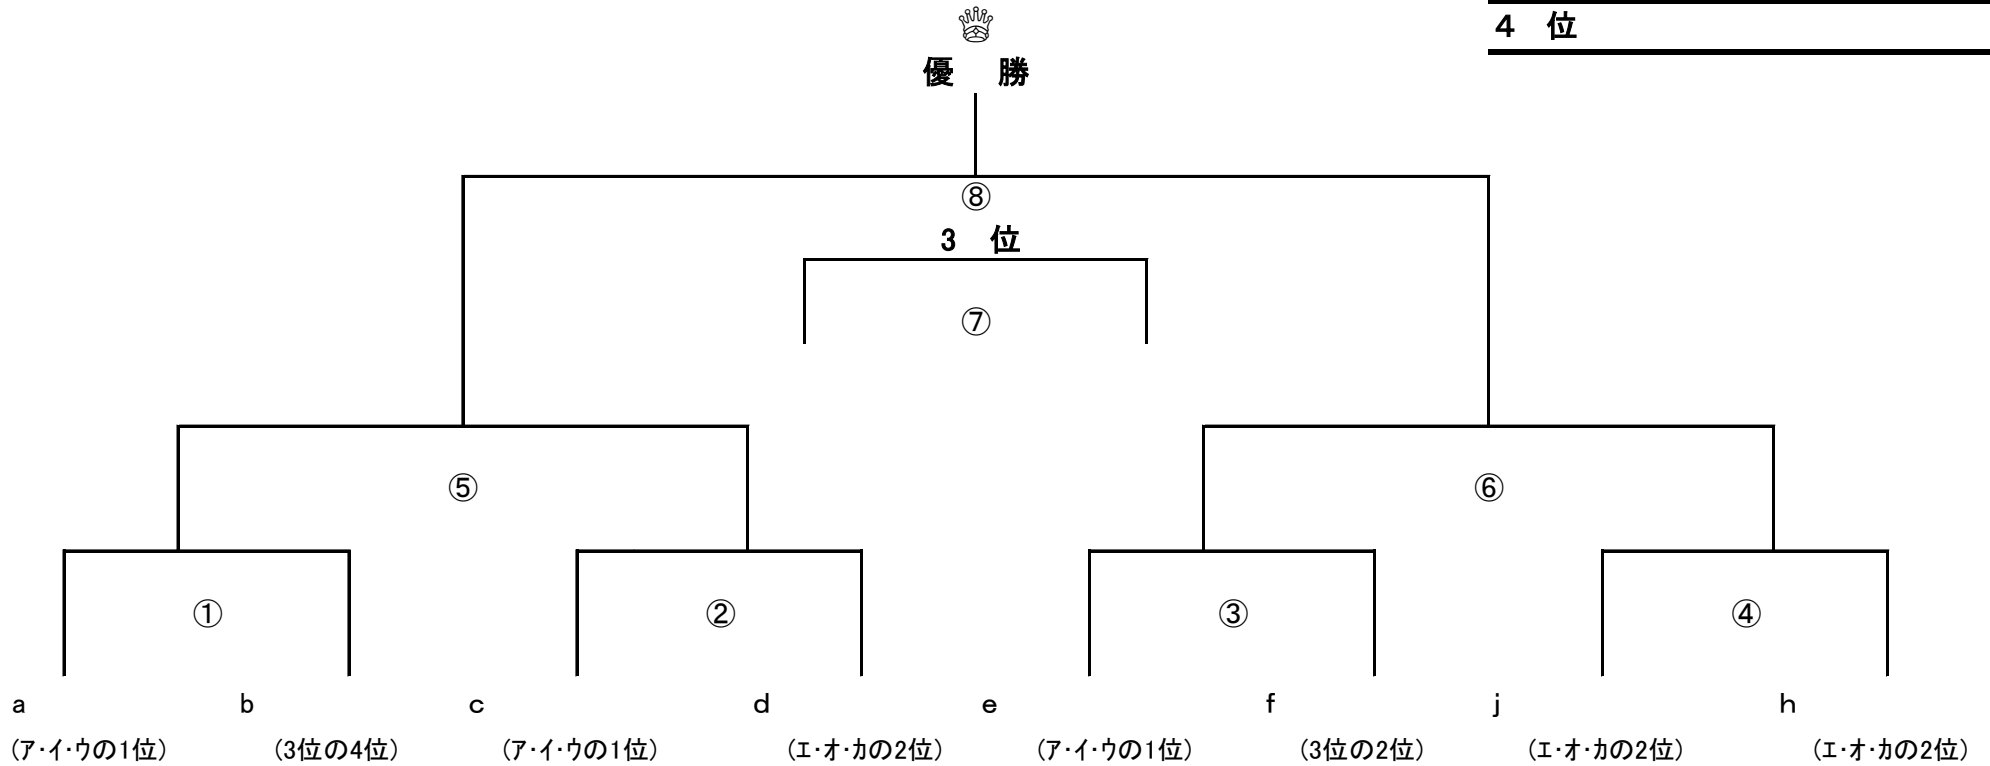 ４　位
優　勝
⑧
３　位
⑦
⑤ ⑥
① ② ③ ④
a b c d e f j h
(ｱ・ｲ・ｳの1位) (3位の4位) (ｱ・ｲ・ｳの1位) (ｴ・ｵ・ｶの2位) (ｱ・ｲ・ｳの1位) (3位の2位) (ｴ・ｵ・ｶの2位) (ｴ・ｵ・ｶの2位)